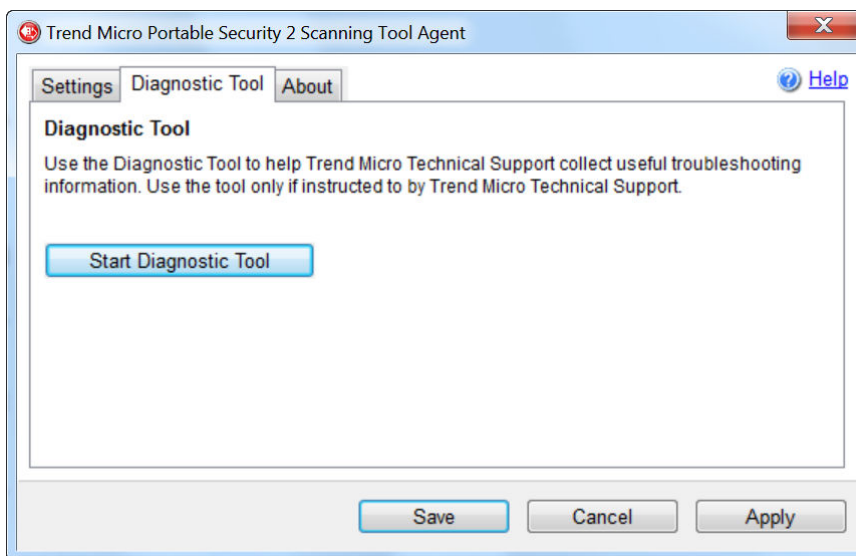 Trend Micro Portable Security 2 Scanning Tool Agent
Settings
Diagnostic Tool
About
Help
Diagnostic Tool
Use the Diagnostic Tool to help Trend Micro Technical Support collect useful troubleshooting
information. Use the tool only if instructed to by Trend Micro Technical Support.
Start Diagnostic Tool
Save
Cancel
Apply